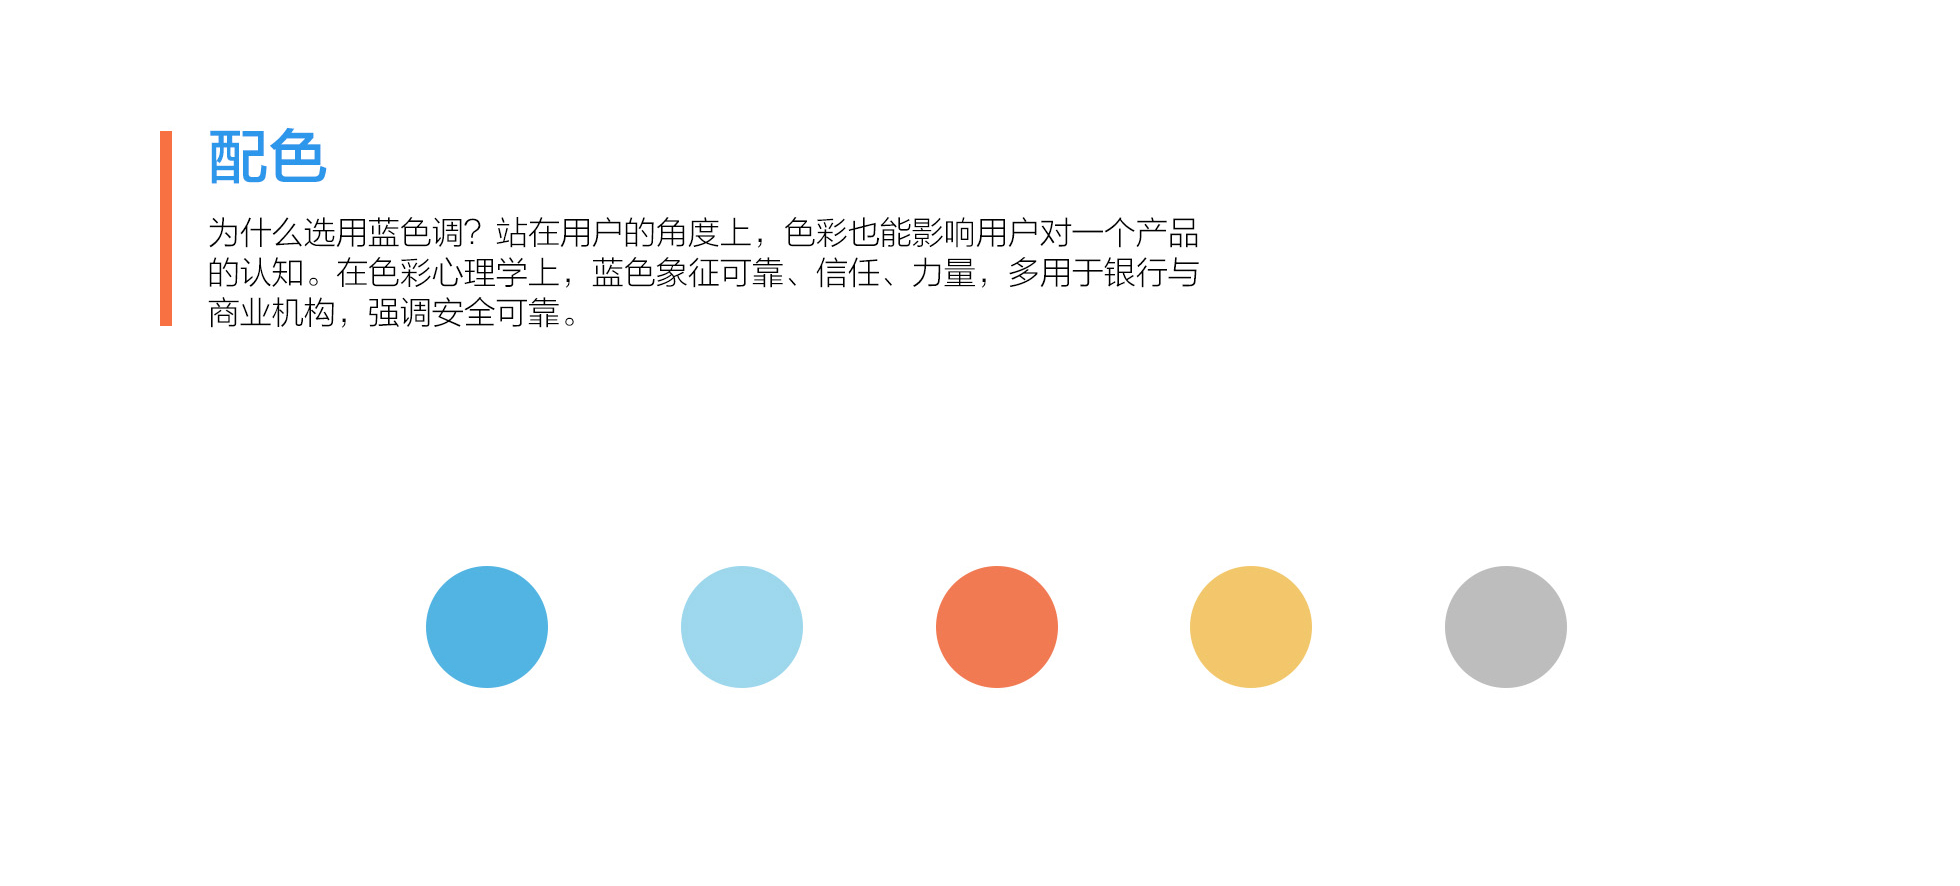 配色
为什么选用蓝色调？站在用户的角度上，色彩也能影响用户对一个产品
的认知。在色彩心理学上，蓝色象征可靠、信任、力量，多用于银行与
商业机构，强调安全可靠。